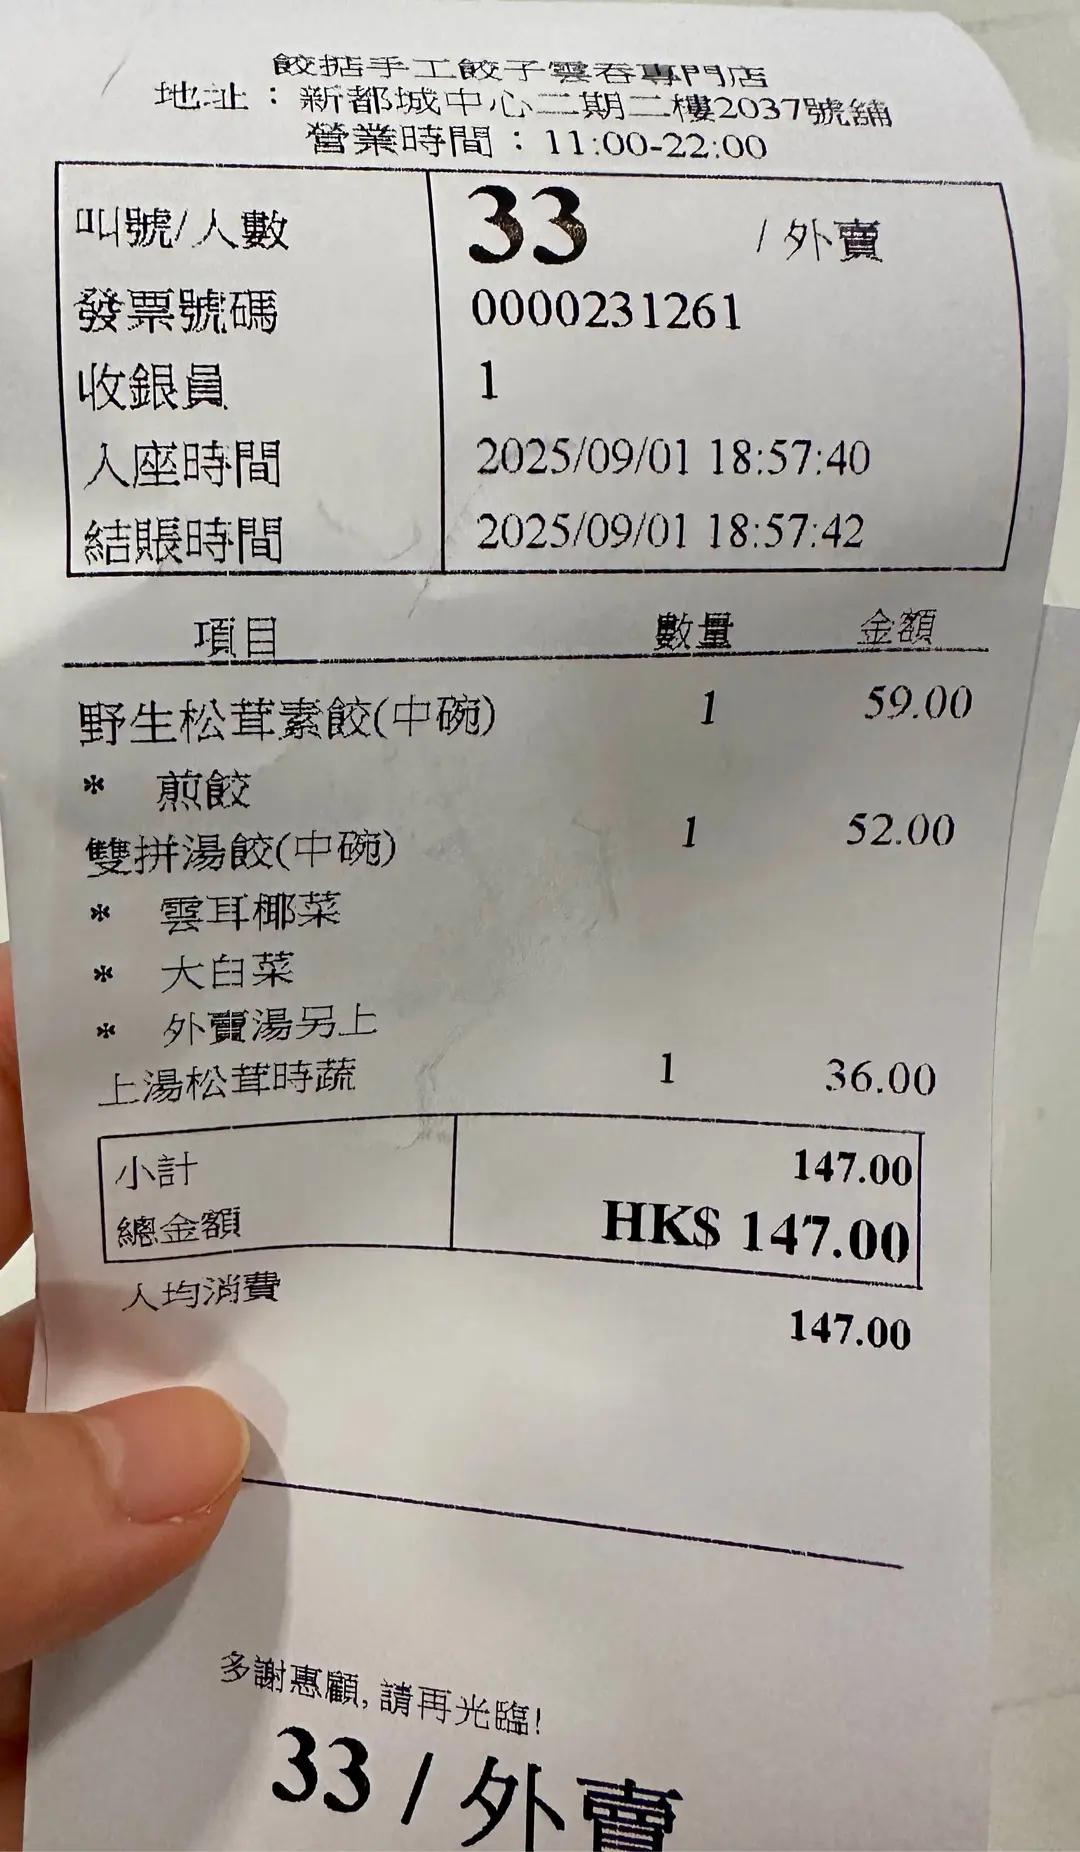 餃掂手工餃子雲吞專門店
地址：新都城中心二期二樓2037號舖
營業時間：11:00-22:00
叫號/人數 33 /外賣
發票號碼 0000231261
收銀員 1
入座時間 2025/09/01 18:57:40
結賬時間 2025/09/01 18:57:42
項目 數量 金額
野生松茸素餃(中碗) 1 59.00
* 煎餃
雙拼湯餃(中碗) 1 52.00
* 雲耳椰菜
* 大白菜
* 外賣湯另上
上湯松茸時蔬 1 36.00
小計 147.00
總金額 HK$ 147.00
人均消費 147.00
多謝惠顧, 請再光臨!
33 / 外賣